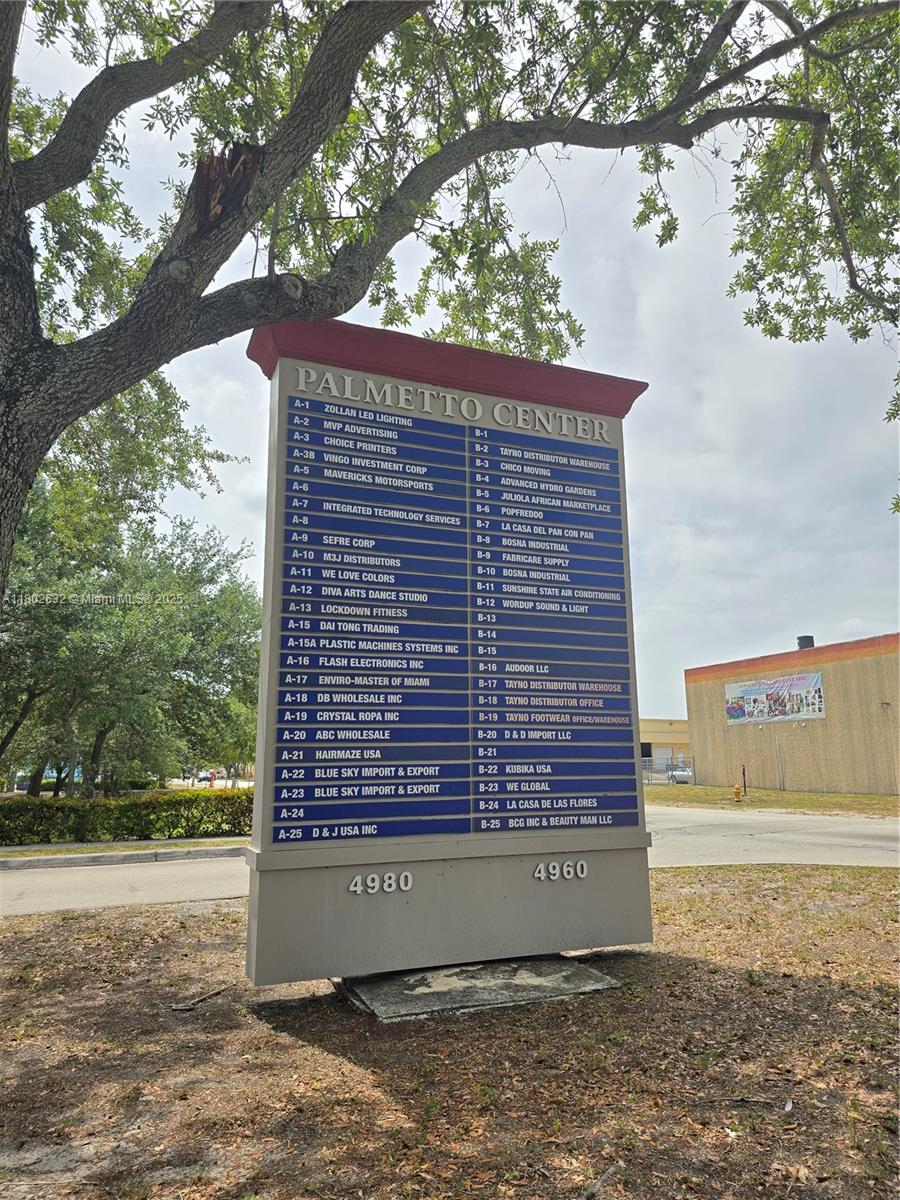 PALMETTO CENTER
A-1 ZOLLAN LED LIGHTING
A-2 MVP ADVERTISING
A-3 CHOICE PRINTERS
A-3B VINGO INVESTMENT CORP
A-5 MAVERICKS MOTORSPORTS
A-6
A-7 INTEGRATED TECHNOLOGY SERVICES
A-8
A-9 SEFRE CORP
A-10 M3J DISTRIBUTORS
A-11 WE LOVE COLORS
A-12 DIVA ARTS DANCE STUDIO
A-13 LOCKDOWN FITNESS
A-15 DAI TONG TRADING
A-15A PLASTIC MACHINES SYSTEMS INC
A-16 FLASH ELECTRONICS INC
A-17 ENVIRO-MASTER OF MIAMI
A-18 DB WHOLESALE INC
A-19 CRYSTAL ROPA INC
A-20 ABC WHOLESALE
A-21 HAIRMAZE USA
A-22 BLUE SKY IMPORT & EXPORT
A-23 BLUE SKY IMPORT & EXPORT
A-24
A-25 D & J USA INC
B-1
B-2 TAYNO DISTRIBUTOR WAREHOUSE
B-3 CHICO MOVING
B-4 ADVANCED HYDRO GARDENS
B-5 JULIOLA AFRICAN MARKETPLACE
B-6 POPFREDDO
B-7 LA CASA DEL PAN CON PAN
B-8 BOSNA INDUSTRIAL
B-9 FABRICARE SUPPLY
B-10 BOSNA INDUSTRIAL
B-11 SUNSHINE STATE AIR CONDITIONING
B-12 WORDUP SOUND & LIGHT
B-13
B-14
B-15
B-16 AUDOOR LLC
B-17 TAYNO DISTRIBUTOR WAREHOUSE
B-18 TAYNO DISTRIBUTOR OFFICE
B-19 TAYNO FOOTWEAR OFFICE/WAREHOUSE
B-20 D & D IMPORT LLC
B-21
B-22 KUBIKA USA
B-23 WE GLOBAL
B-24 LA CASA DE LAS FLORES
B-25 BCG INC & BEAUTY MAN LLC
4980
4960
A11802632 © Miami MLS® 2025